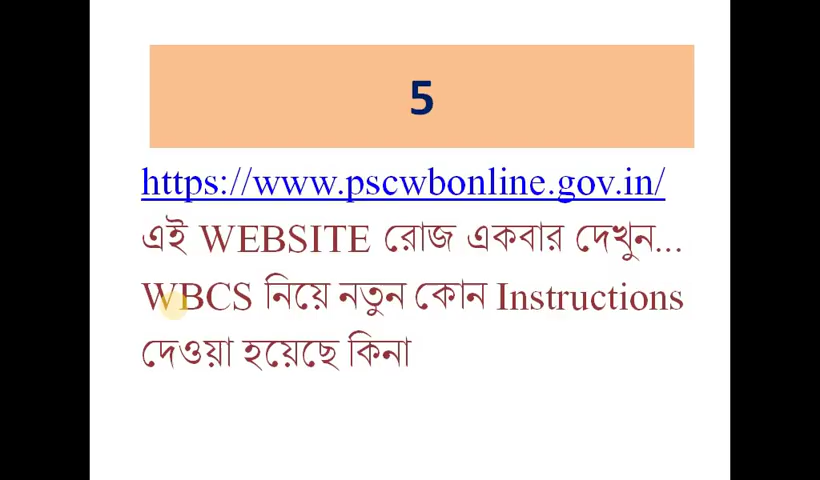 5
https://www.pscwbonline.gov.in/
এই WEBSITE রোজ একবার দেখুন...
WBCS নিয়ে নতুন কোন Instructions
দেওয়া হয়েছে কিনা